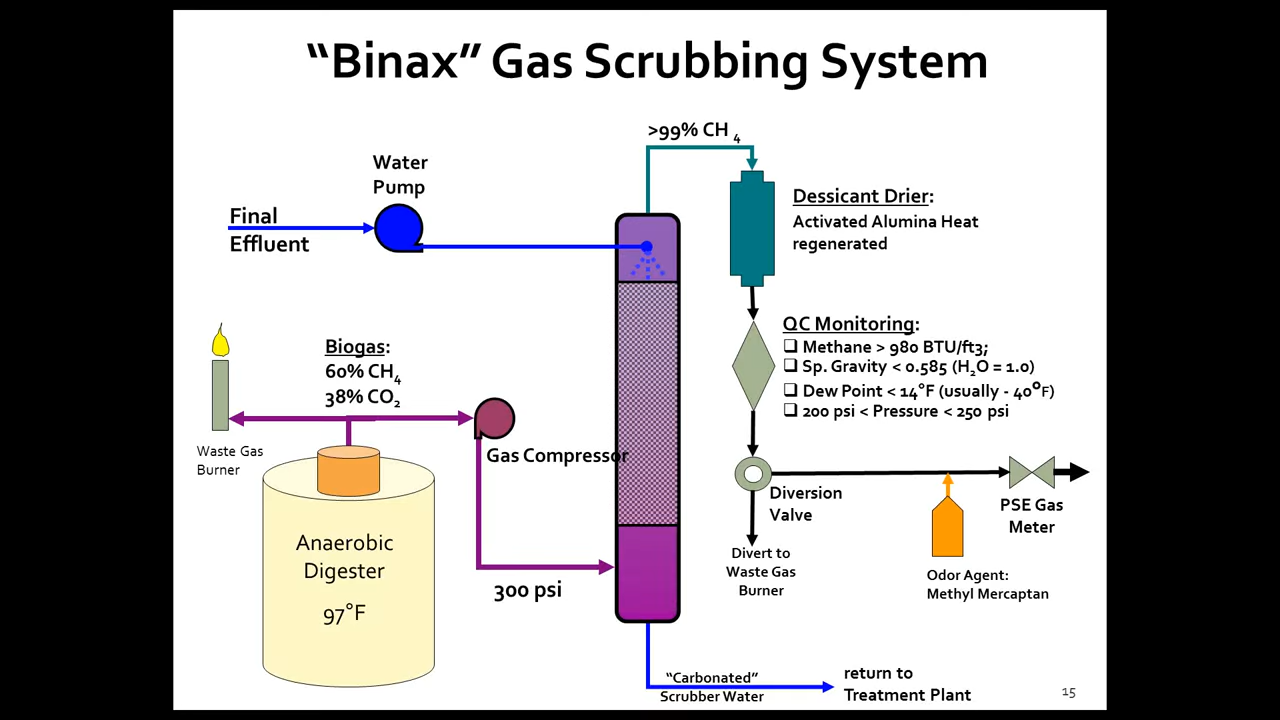 “Binax” Gas Scrubbing System
>99% CH 4
Water
Pump
Final
Effluent
Dessicant Drier:
Activated Alumina Heat
regenerated
QC Monitoring:
❑ Methane > 980 BTU/ft3;
❑ Sp. Gravity < 0.585 (H2O = 1.0)
❑ Dew Point < 14°F (usually - 40°F)
❑ 200 psi < Pressure < 250 psi
Biogas:
60% CH4
38% CO2
Waste Gas
Burner
Gas Compressor
Anaerobic
Digester
97°F
300 psi
Diversion
Valve
PSE Gas
Meter
Divert to
Waste Gas
Burner
Odor Agent:
Methyl Mercaptan
“Carbonated”
Scrubber Water
return to
Treatment Plant
15